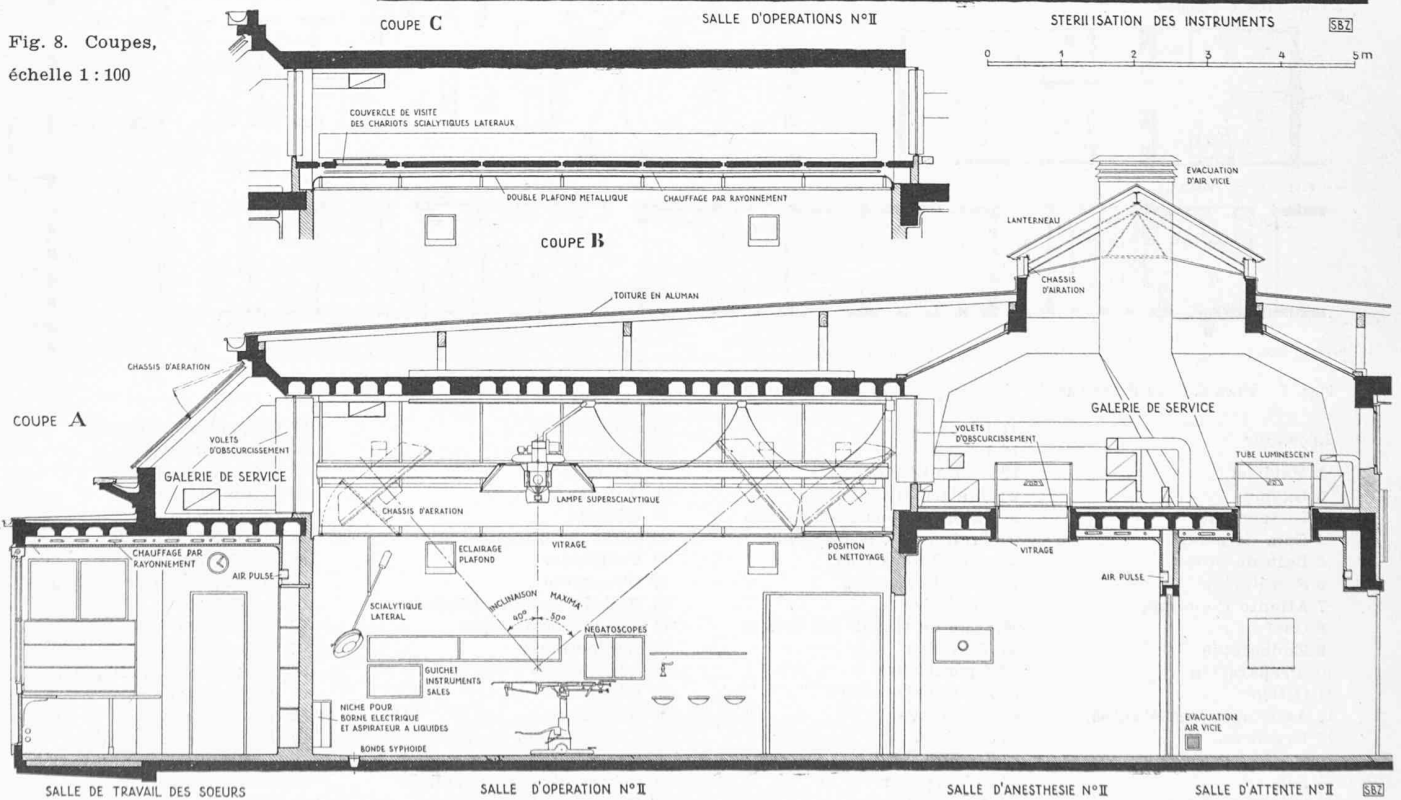 COUPE C
SALLE D'OPERATIONS N° II
STERIIISATION DES INSTRUMENTS
SBZ
Fig. 8. Coupes,
échelle 1 : 100
0 1 2 3 4 5 m
COUVERCLE DE VISITE
DES CHARIOTS SCIALYTIQUES LATERAUX
DOUBLE PLAFOND METALLIQUE
CHAUFFAGE PAR RAYONNEMENT
COUPE B
EVACUATION
D'AIR VICIE
LANTERNEAU
CHASSIS
D'AIRATION
TOITURE EN ALUMAN
CHASSIS D'AERATION
COUPE A
VOLETS
D'OBSCURCISSEMENT
GALERIE DE SERVICE
CHASSIS D'AERATION
LAMPE SUPERSCIALYTIQUE
VOLETS
D'OBSCURCISSEMENT
GALERIE DE SERVICE
TUBE LUMINESCENT
CHAUFFAGE PAR
RAYONNEMENT
AIR PULSE
ECLAIRAGE
PLAFOND
VITRAGE
POSITION
DE NETTOYAGE
VITRAGE
AIR PULSE
SCIALYTIQUE
LATERAL
INCLINAISON MAXIMA
40° 50°
NEGATOSCOPES
GUICHET
INSTRUMENTS
SALES
NICHE POUR
BORNE ELECTRIQUE
ET ASPIRATEUR A LIQUIDES
BONDE SYPHOIDE
EVACUATION
AIR VICIE
SALLE DE TRAVAIL DES SOEURS
SALLE D'OPERATION N° II
SALLE D'ANESTHESIE N° II
SALLE D'ATTENTE N° II
SBZ